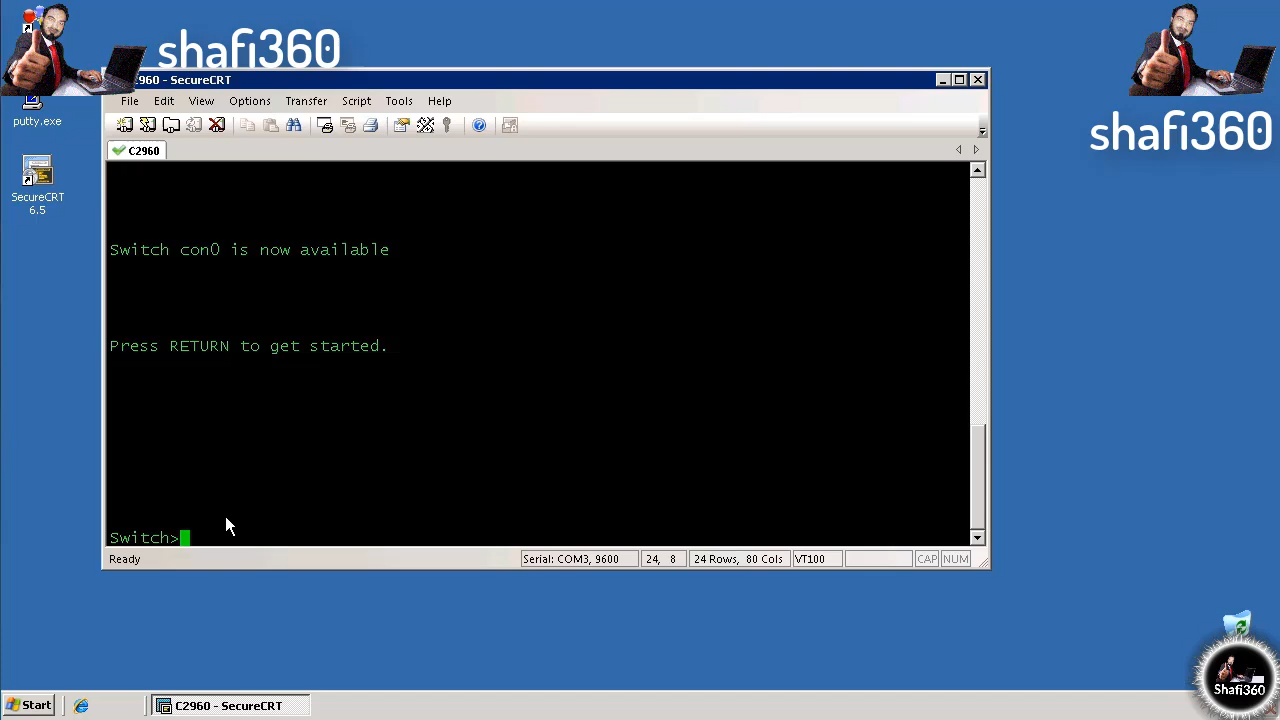 shafi360
shafi360
putty.exe
SecureCRT
6.5
2960 - SecureCRT
File Edit View Options Transfer Script Tools Help
C2960
Switch con0 is now available
Press RETURN to get started.
Switch>
Ready
Serial: COM3, 9600
24, 8
24 Rows, 80 Cols
VT100
CAP
NUM
Start
C2960 - SecureCRT
Shafi360